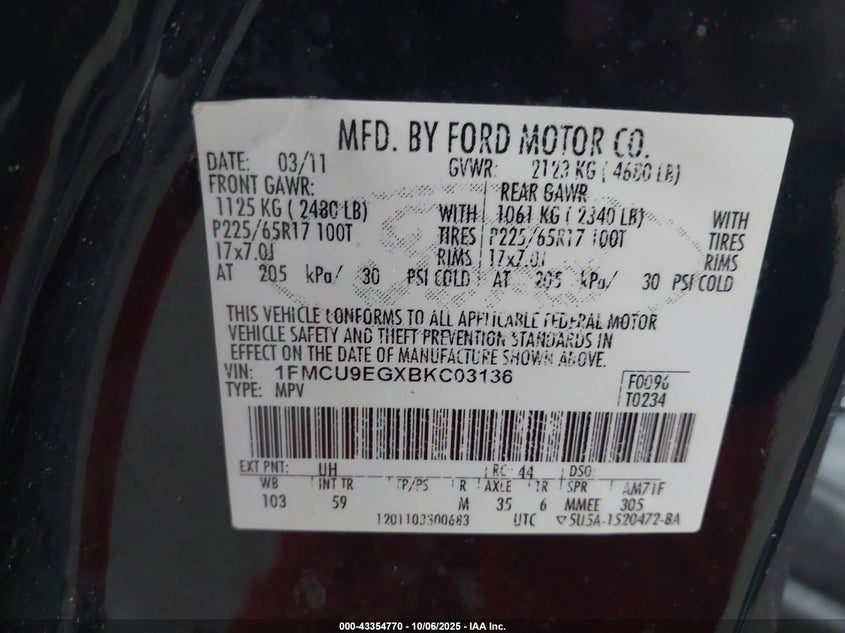 MFD. BY FORD MOTOR CO.
DATE: 03/11 GVWR: 2123 KG ( 4680 LB)
FRONT GAWR: REAR GAWR
1125 KG ( 2480 LB) WITH 1061 KG ( 2340 LB) WITH
P225/65R17 100T TIRES P225/65R17 100T TIRES
17x7.0J RIMS 17x7.0J RIMS
AT 205 kPa/ 30 PSI COLD AT 205 kPa/ 30 PSI COLD
THIS VEHICLE CONFORMS TO ALL APPLICABLE FEDERAL MOTOR
VEHICLE SAFETY AND THEFT PREVENTION STANDARDS IN
EFFECT ON THE DATE OF MANUFACTURE SHOWN ABOVE.
VIN: 1FMCU9EGXBKC03136 F0096
TYPE: MPV T0234
EXT PNT: UH RC: 44 DSO:
WB INT TR TP/PS R AXLE TR SPR AM71F
103 59 M 35 6 MMEE 305
1201103300683 UTC ▽5U5A-1520472-BA
000-43354770 - 10/06/2025 - IAA Inc.